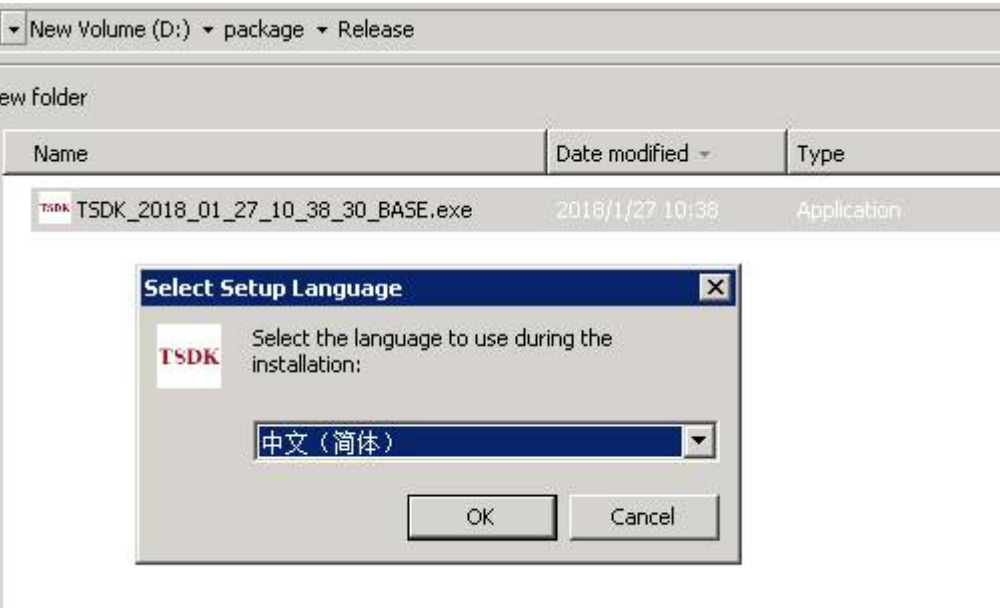 New Volume (D:) package Release
ew folder
Name Date modified Type
TSDK TSDK_2018_01_27_10_38_30_BASE.exe 2018/1/27 10:38 Application
Select Setup Language
TSDK
Select the language to use during the
installation:
中文（简体）
OK Cancel